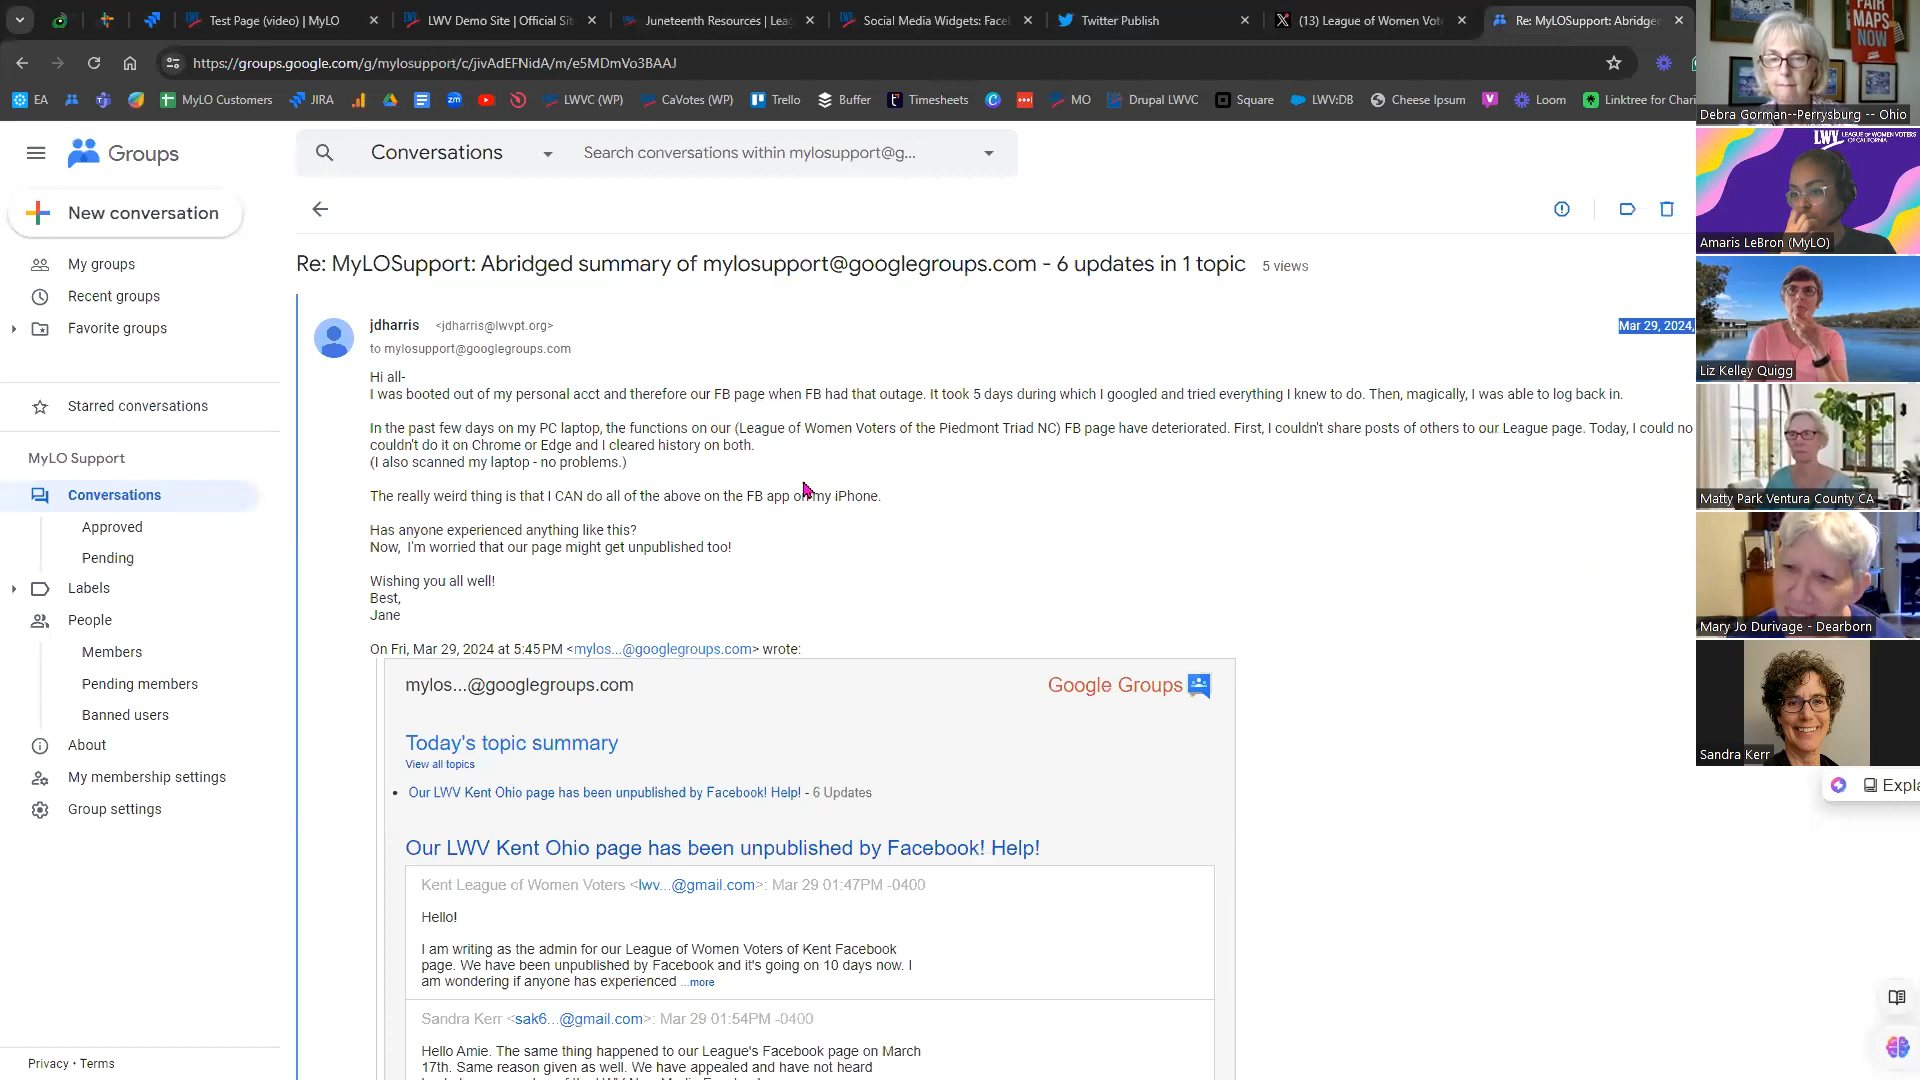 Test Page (video) | MyLO
LWV Demo Site | Official Sit
Juneteenth Resources | Lea
Social Media Widgets: Face
Twitter Publish
(13) League of Women Vote
Re: MyLOSupport: Abridged
https://groups.google.com/g/mylosupport/c/jivAdEFNidA/m/e5MDmVo3BAAJ
EA
MyLO Customers
JIRA
LWVC (WP)
CaVotes (WP)
Trello
Buffer
Timesheets
MO
Drupal LWVC
Square
LWV:DB
Cheese Ipsum
Loom
Linktree for Chari
Groups
Conversations
Search conversations within mylosupport@g...
New conversation
My groups
Recent groups
Favorite groups
Starred conversations
MyLO Support
Conversations
Approved
Pending
Labels
People
Members
Pending members
Banned users
About
My membership settings
Group settings
Privacy • Terms
Re: MyLOSupport: Abridged summary of mylosupport@googlegroups.com - 6 updates in 1 topic
5 views
jdharris <jdharris@lwvpt.org>
Mar 29, 2024,
to mylosupport@googlegroups.com
Hi all-
I was booted out of my personal acct and therefore our FB page when FB had that outage. It took 5 days during which I googled and tried everything I knew to do. Then, magically, I was able to log back in.
In the past few days on my PC laptop, the functions on our (League of Women Voters of the Piedmont Triad NC) FB page have deteriorated. First, I couldn't share posts of others to our League page. Today, I could no
couldn't do it on Chrome or Edge and I cleared history on both.
(I also scanned my laptop - no problems.)
The really weird thing is that I CAN do all of the above on the FB app on my iPhone.
Has anyone experienced anything like this?
Now, I'm worried that our page might get unpublished too!
Wishing you all well!
Best,
Jane
On Fri, Mar 29, 2024 at 5:45 PM <mylos...@googlegroups.com> wrote:
mylos...@googlegroups.com
Google Groups
Today's topic summary
View all topics
• Our LWV Kent Ohio page has been unpublished by Facebook! Help! - 6 Updates
Our LWV Kent Ohio page has been unpublished by Facebook! Help!
Kent League of Women Voters <lwv...@gmail.com>: Mar 29 01:47PM -0400
Hello!
I am writing as the admin for our League of Women Voters of Kent Facebook
page. We have been unpublished by Facebook and it's going on 10 days now. I
am wondering if anyone has experienced ...more
Sandra Kerr <sak6...@gmail.com>: Mar 29 01:54PM -0400
Hello Amie. The same thing happened to our League's Facebook page on March
17th. Same reason given as well. We have appealed and have not heard
FAIR
MAPS
NOW
Debra Gorman--Perrysburg -- Ohio
LWV LEAGUE OF WOMEN VOTERS
OF CALIFORNIA
Amaris LeBron (MyLO)
Liz Kelley Quigg
Matty Park Ventura County CA
Mary Jo Durivage - Dearborn
Sandra Kerr
Expla